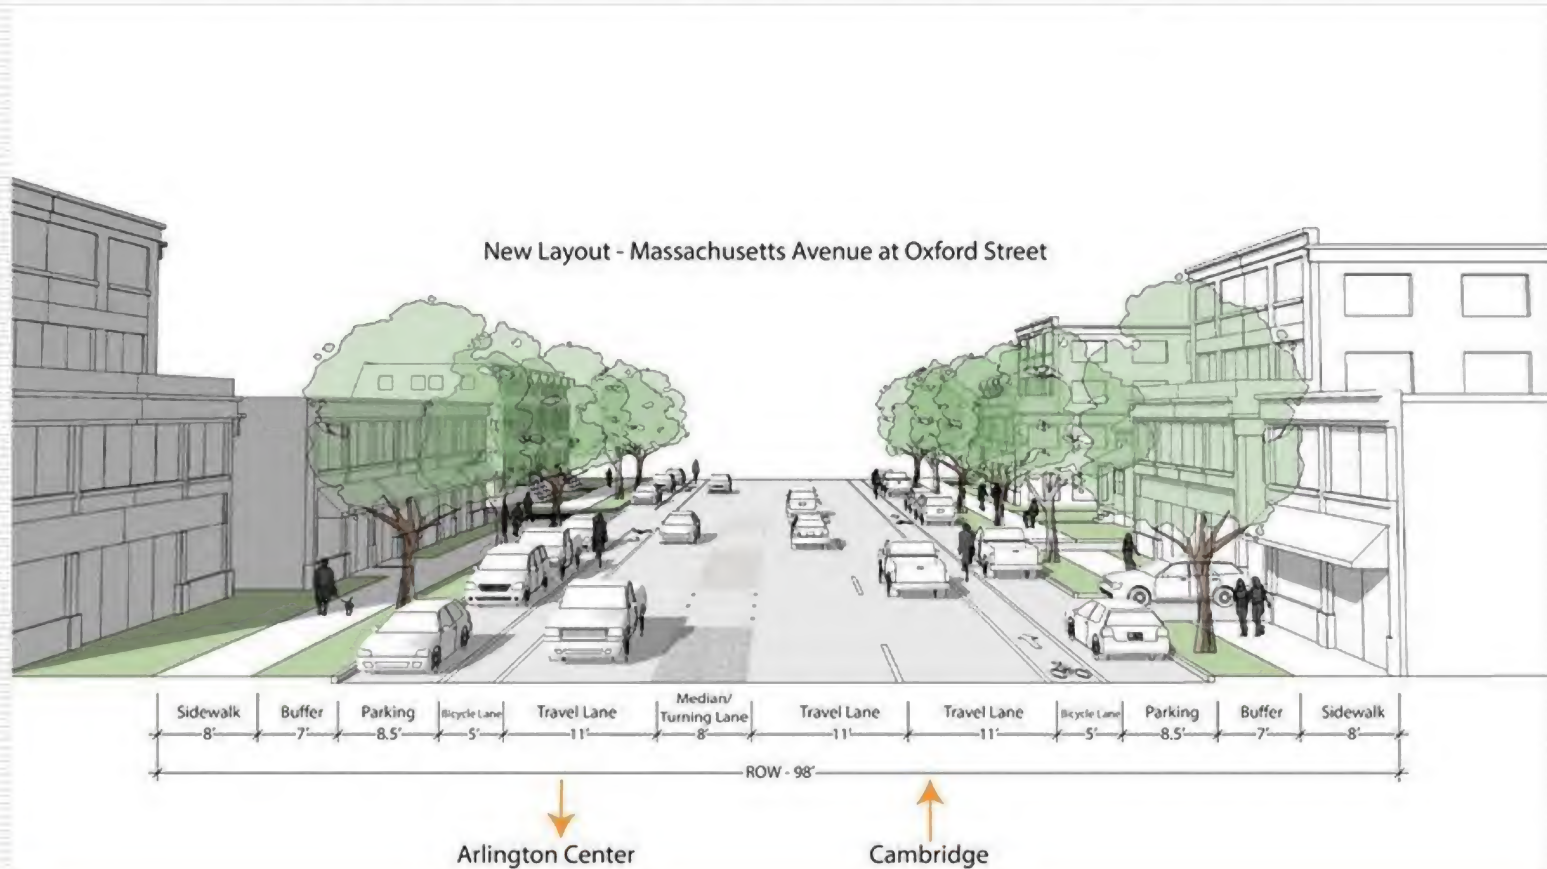 New Layout - Massachusetts Avenue at Oxford Street
Sidewalk
Buffer
Parking
Bicycle Lane
Travel Lane
Median/
Turning Lane
Travel Lane
Travel Lane
Bicycle Lane
Parking
Buffer
Sidewalk
8' 7' 8.5' 5' 11' 8' 11' 11' 5' 8.5' 7' 8'
ROW - 98'
Arlington Center
Cambridge